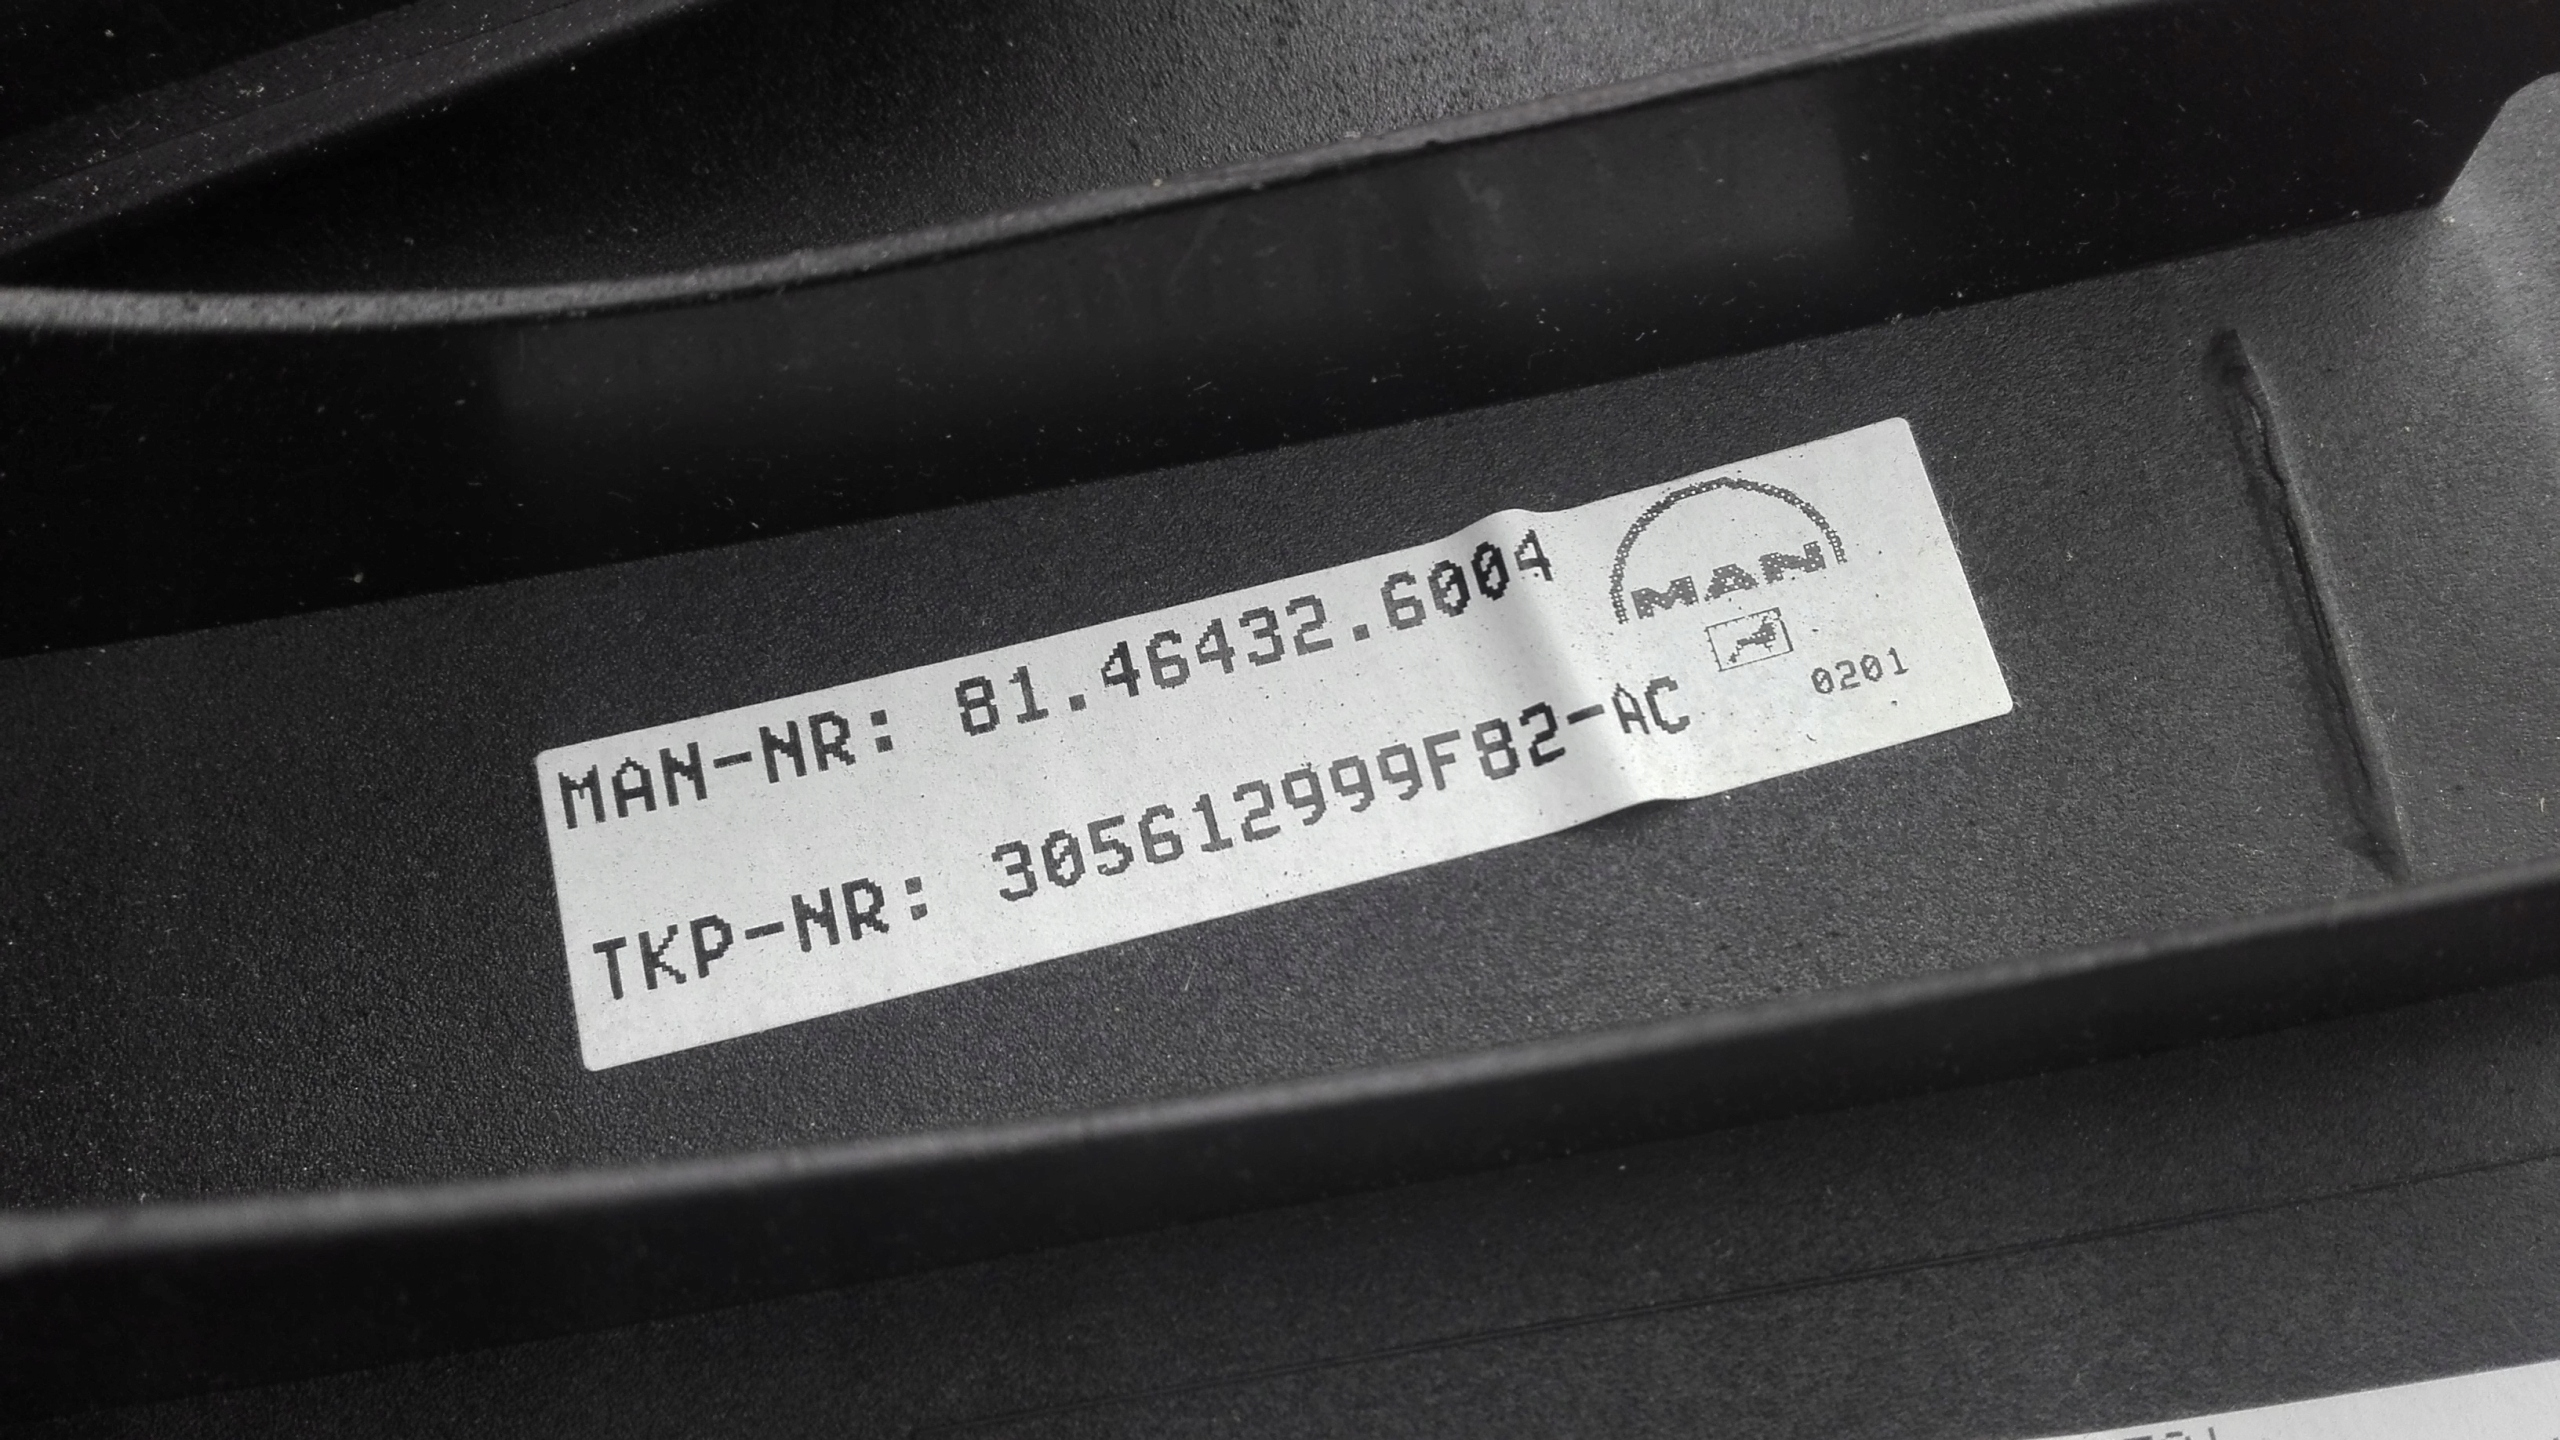 MAN-NR: 81.46432.6004
MAN
TKP-NR: 305612999F82-AC
0201